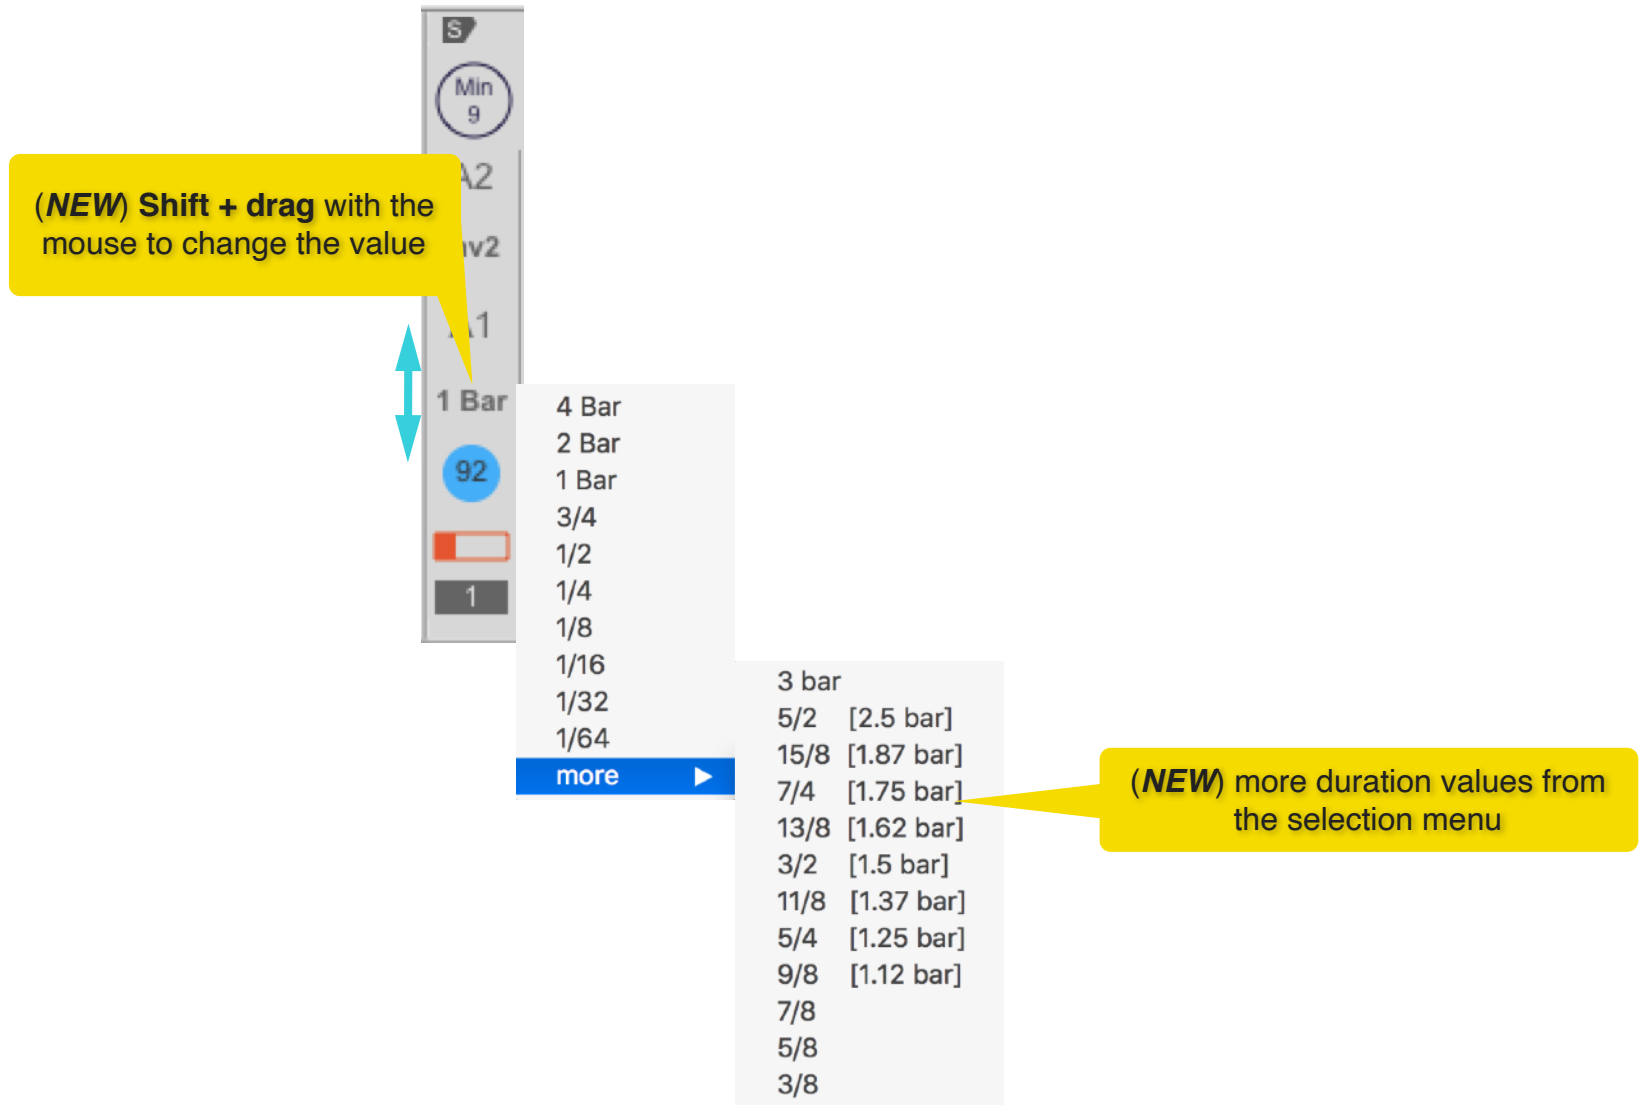 S
Min
9
A2
(NEW) Shift + drag with the
mouse to change the value
nv2
A1
1 Bar
92
1
4 Bar
2 Bar
1 Bar
3/4
1/2
1/4
1/8
1/16
1/32
1/64
more
3 bar
5/2 [2.5 bar]
15/8 [1.87 bar]
7/4 [1.75 bar]
13/8 [1.62 bar]
3/2 [1.5 bar]
11/8 [1.37 bar]
5/4 [1.25 bar]
9/8 [1.12 bar]
7/8
5/8
3/8
(NEW) more duration values from
the selection menu